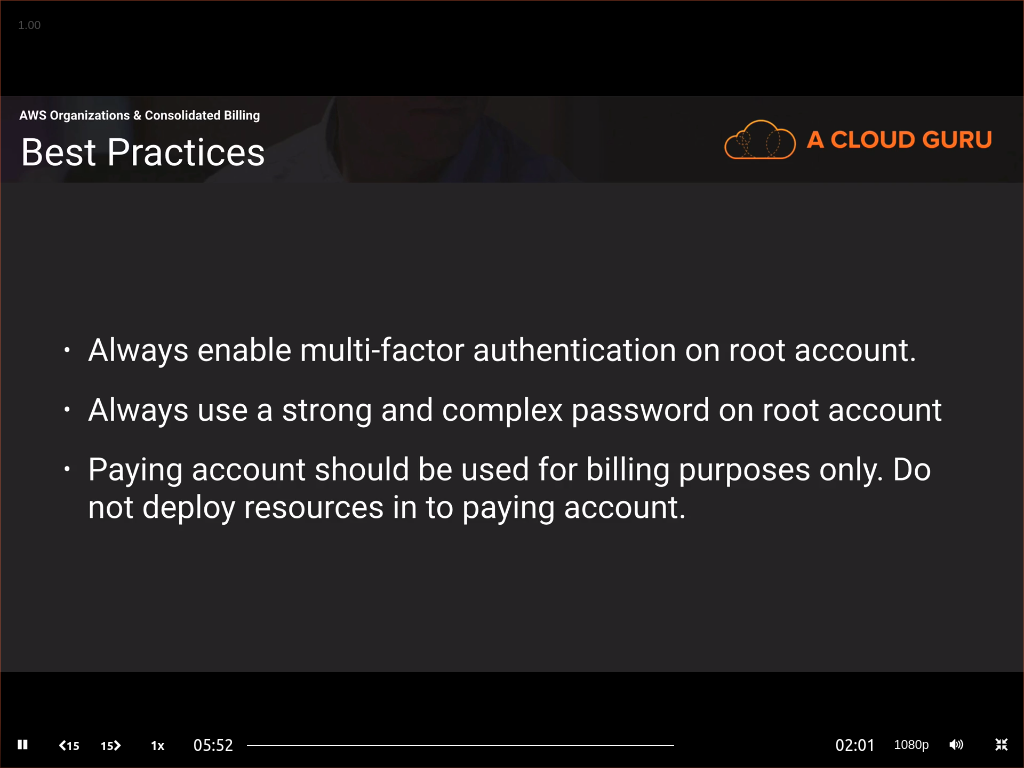 1.00
AWS Organizations & Consolidated Billing
Best Practices
A CLOUD GURU
• Always enable multi-factor authentication on root account.
• Always use a strong and complex password on root account
• Paying account should be used for billing purposes only. Do
not deploy resources in to paying account.
15 15 1x 05:52 02:01 1080p